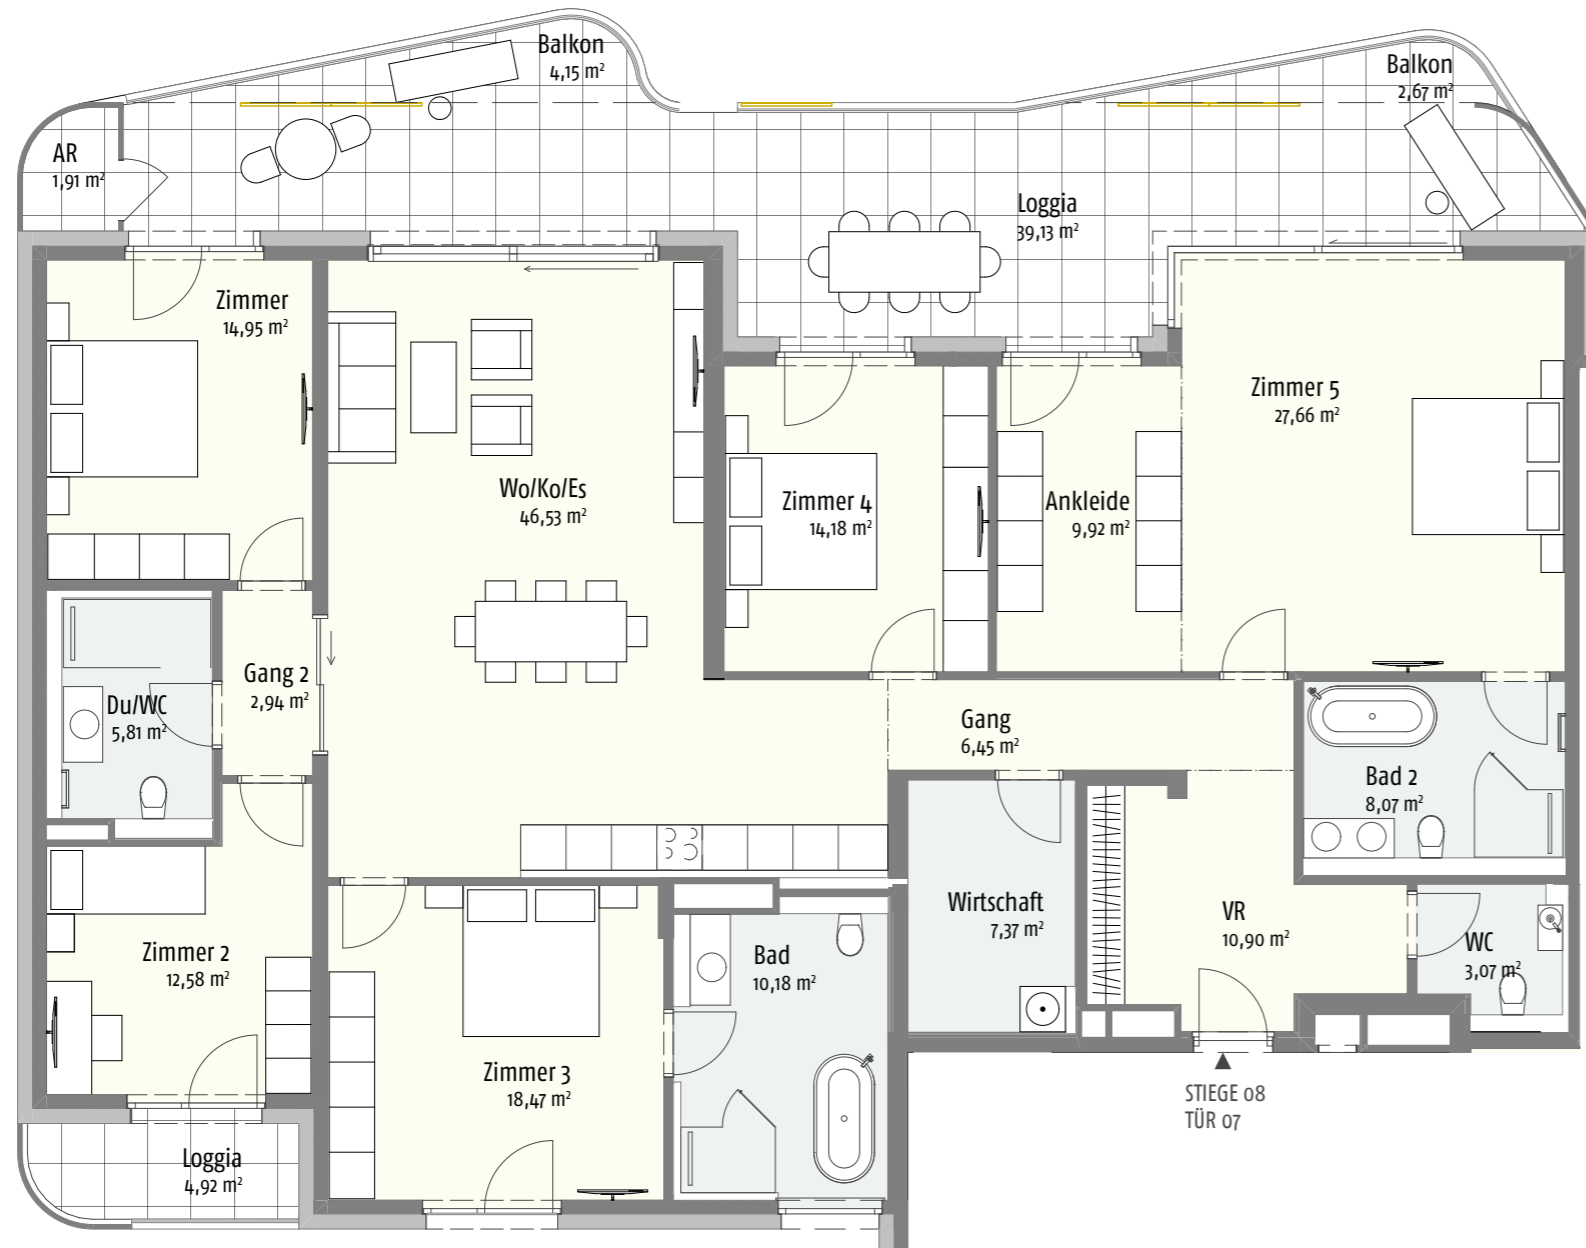 Balkon
4,15 m²
Balkon
2,67 m²
AR
1,91 m²
Loggia
39,13 m²
Zimmer
14,95 m²
Zimmer 5
27,66 m²
Wo/Ko/Es
46,53 m²
Zimmer 4
14,18 m²
Ankleide
9,92 m²
Gang 2
2,94 m²
Du/WC
5,81 m²
Gang
6,45 m²
Bad 2
8,07 m²
Wirtschaft
7,37 m²
VR
10,90 m²
WC
3,07 m²
Zimmer 2
12,58 m²
Bad
10,18 m²
Zimmer 3
18,47 m²
STIEGE 08
TÜR 07
Loggia
4,92 m²